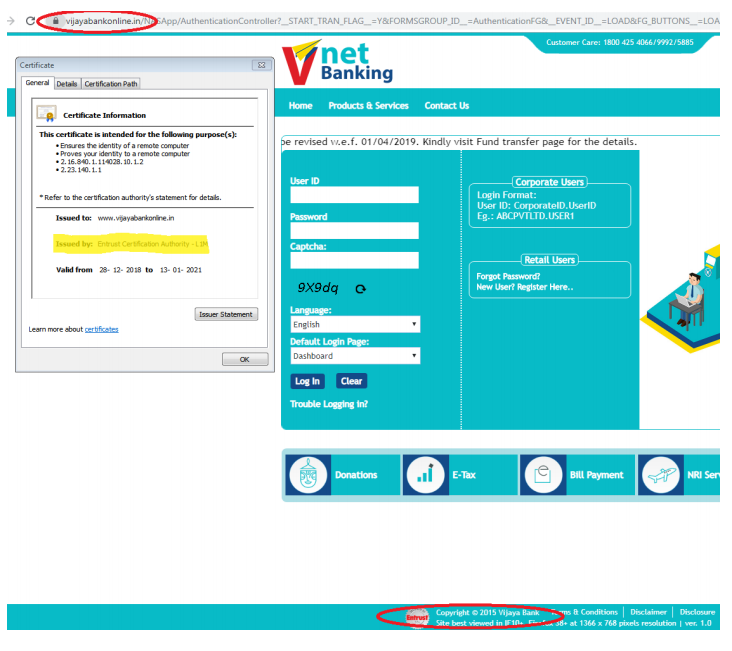 vijayabankonline.in/NASApp/AuthenticationController?__START_TRAN_FLAG__=Y&FORMSGROUP_ID__=AuthenticationFG&__EVENT_ID__=LOAD&FG_BUTTONS__=LOA
Customer Care: 1800 425 4066/9992/5885
Vnet
Banking
Home Products & Services Contact Us
be revised w.e.f. 01/04/2019. Kindly visit Fund transfer page for the details.
Certificate
General Details Certification Path
Certificate Information
This certificate is intended for the following purpose(s):
• Ensures the identity of a remote computer
• Proves your identity to a remote computer
• 2.16.840.1.114028.10.1.2
• 2.23.140.1.1
* Refer to the certification authority's statement for details.
Issued to: www.vijayabankonline.in
Issued by: Entrust Certification Authority - L1M
Valid from 28- 12- 2018 to 13- 01- 2021
Issuer Statement
Learn more about certificates
OK
User ID
Password
Captcha:
9X9dq
Language:
English
Default Login Page:
Dashboard
Log In Clear
Trouble Logging in?
Corporate Users
Login Format:
User ID: CorporateID.UserID
Eg.: ABCPVTLTD.USER1
Retail Users
Forgot Password?
New User? Register Here..
Donations E-Tax Bill Payment NRI Ser
Entrust
Copyright © 2015 Vijaya Bank Terms & Conditions | Disclaimer | Disclosure
Site best viewed in IE10+, Firefox 38+ at 1366 x 768 pixels resolution | ver. 1.0